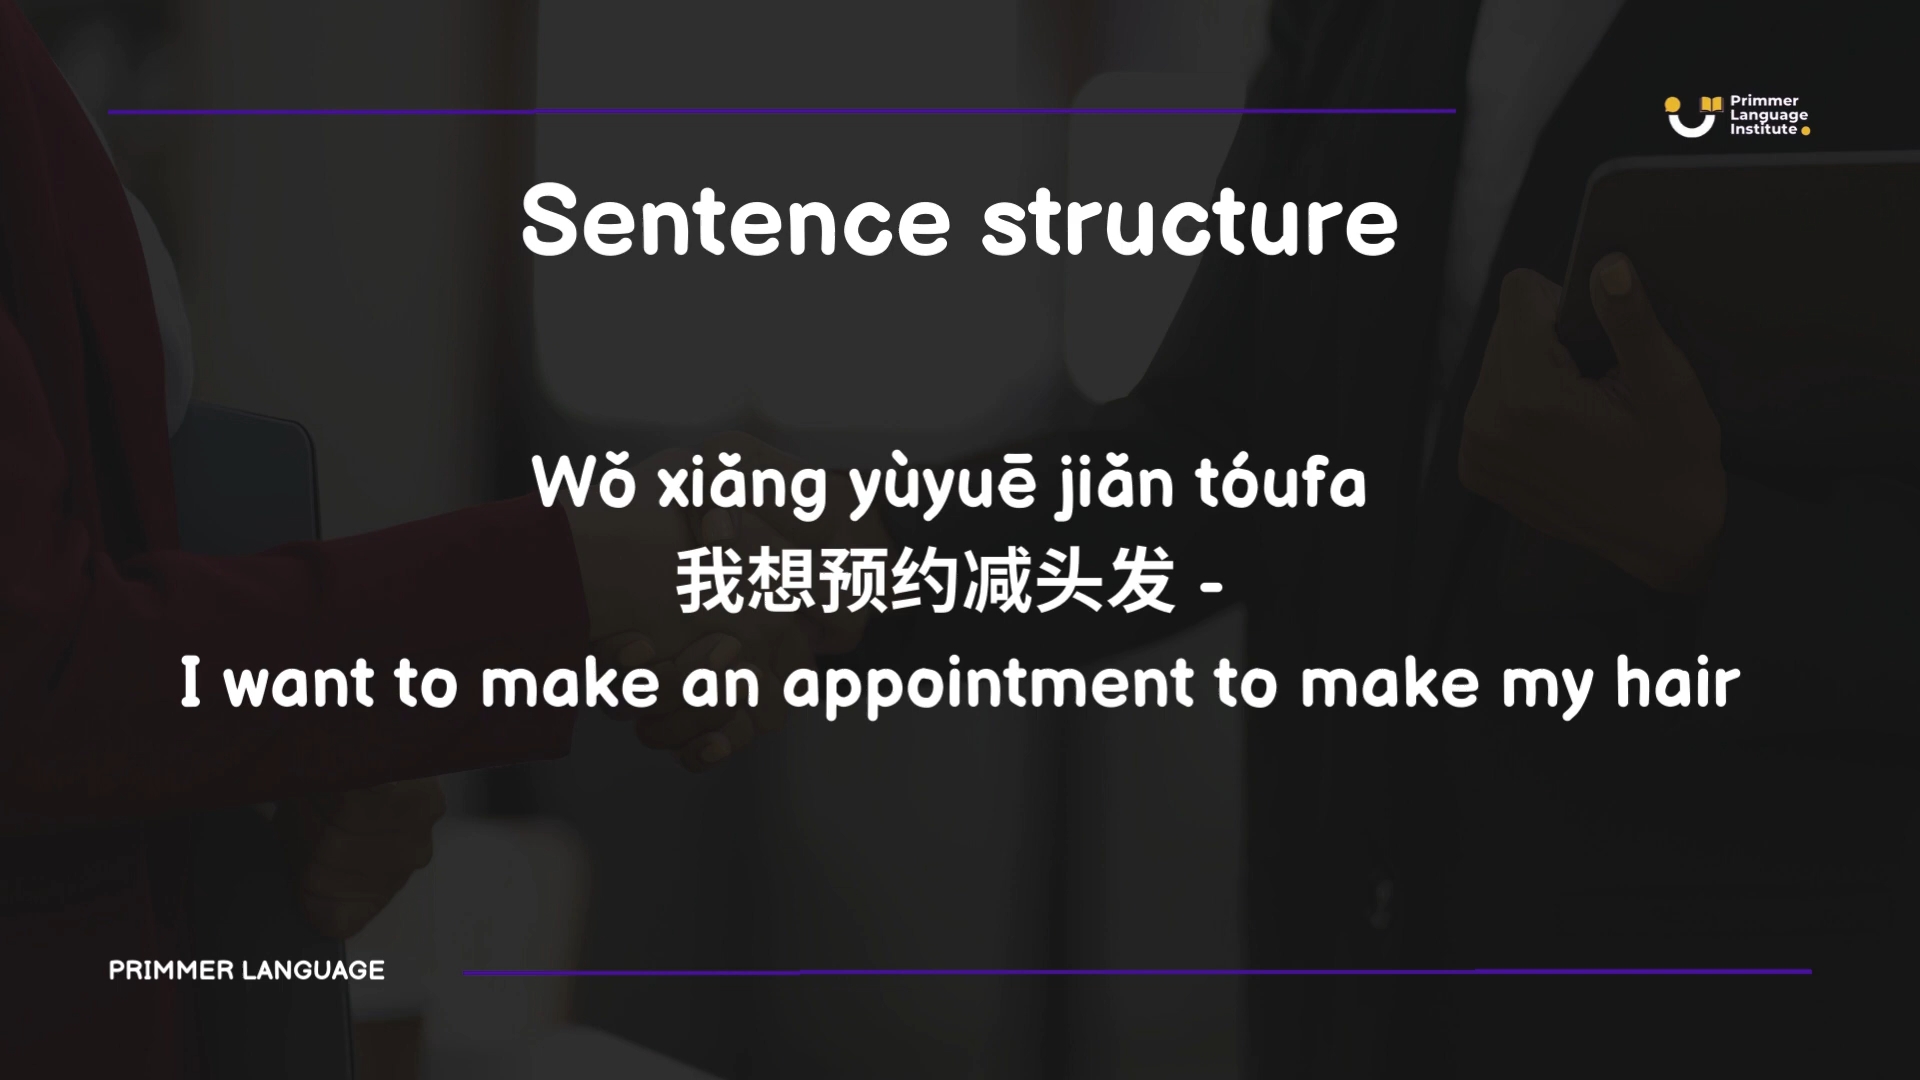 Primmer
Language
Institute
Sentence structure
Wǒ xiǎng yùyuē jiǎn tóufa
我想预约减头发 -
I want to make an appointment to make my hair
PRIMMER LANGUAGE